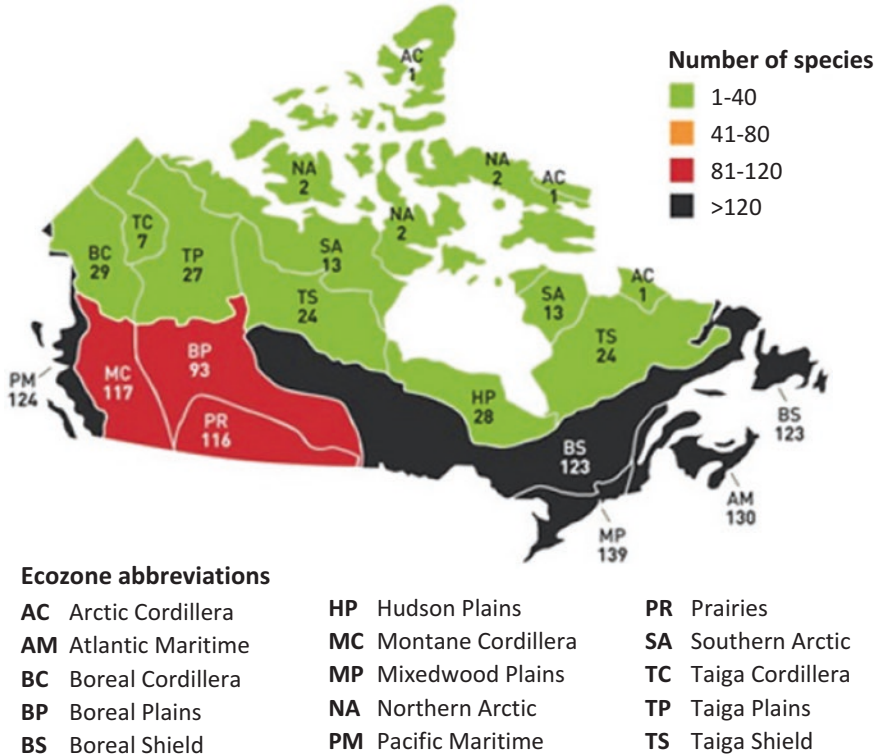 AC
1
Number of species
1-40
41-80
81-120
>120
NA
2
NA
2
AC
1
NA
2
TC
7
BC
29
TP
27
SA
13
TS
24
SA
13
AC
1
TS
24
PM
124
MC
117
BP
93
PR
116
HP
28
BS
123
BS
123
AM
130
MP
139
Ecozone abbreviations
AC Arctic Cordillera
AM Atlantic Maritime
BC Boreal Cordillera
BP Boreal Plains
BS Boreal Shield
HP Hudson Plains
MC Montane Cordillera
MP Mixedwood Plains
NA Northern Arctic
PM Pacific Maritime
PR Prairies
SA Southern Arctic
TC Taiga Cordillera
TP Taiga Plains
TS Taiga Shield